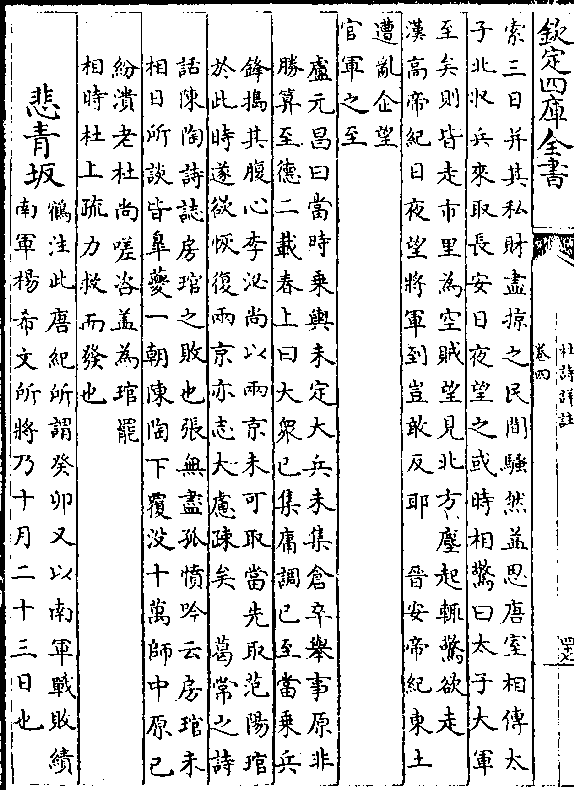 欽定四庫全書
杜詩詳註
卷四
索三日并其私財盡掠之民間騷然益思唐室相傳太
子北收兵來取長安日夜望之或時相驚曰太子大軍
至矣則皆走市里為空賊望見北方塵起輒驚欲走
漢高帝紀日夜望將軍到豈敢反耶 晉安帝紀東土
遭亂企望
官軍之至
盧元昌曰當時乗輿未定大兵未集倉卒舉事原非
勝算至德二載春上曰大衆已集庸調已至當乗兵
鋒搗其腹心李泌尚以兩京未可取當先取范陽琯
於此時遂欲恢復兩京亦志大慮疎矣 葛常之詩
話陳陶詩誌房琯之敗也張無盡孤憤吟云房琯未
相日所談皆臯䕫一朝陳陶下覆没十萬師中原已
紛潰老杜尚嗟咨盖為琯罷
相時杜上疏力救而發也
悲青坂
鶴注此唐紀所謂癸卯又以南軍戰敗績
南軍楊希文所將乃十月二十三日也